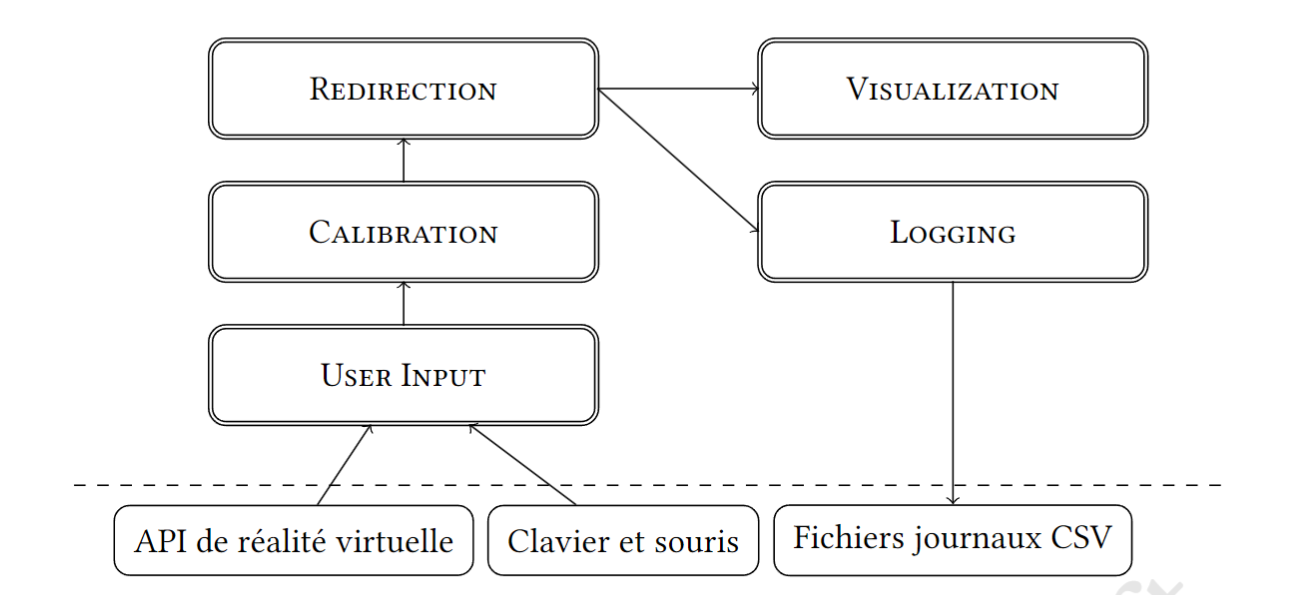 REDIRECTION
VISUALIZATION
CALIBRATION
LOGGING
USER INPUT
API de réalité virtuelle
Clavier et souris
Fichiers journaux CSV